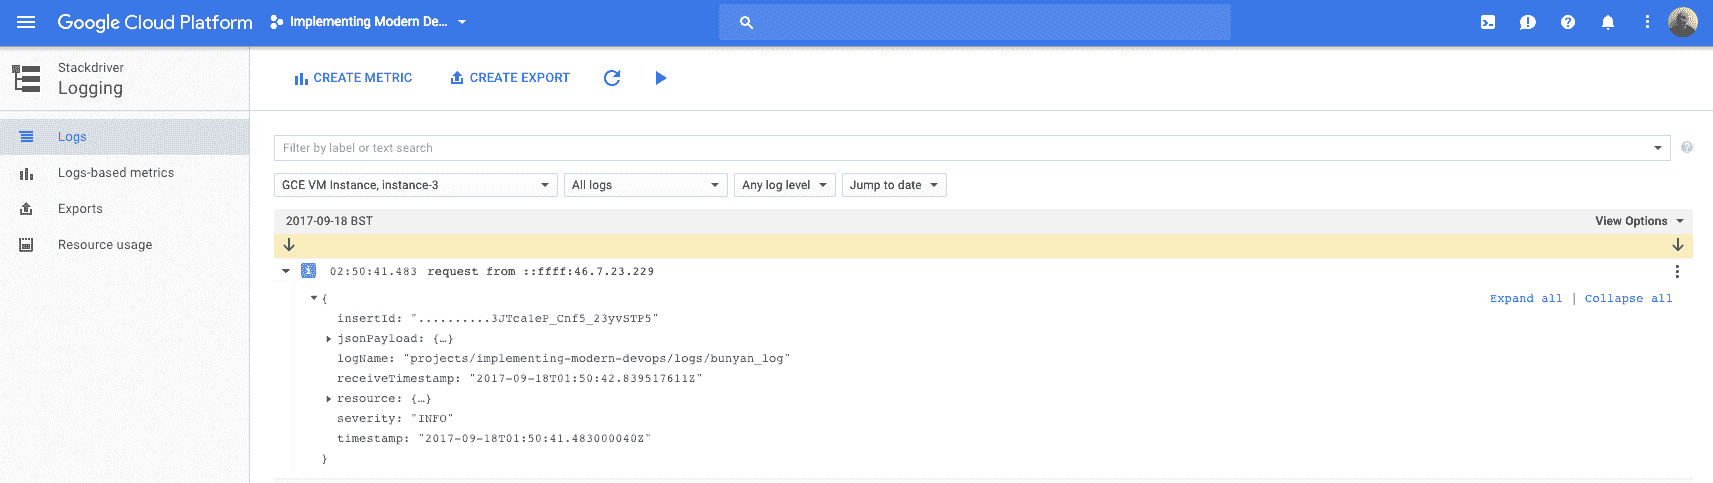 Google Cloud Platform Implementing Modern De...
Stackdriver
Logging
CREATE METRIC CREATE EXPORT
Logs
Logs-based metrics
Exports
Resource usage
Filter by label or text search
GCE VM Instance, instance-3 All logs Any log level Jump to date
2017-09-18 BST View Options
02:50:41.483 request from ::ffff:46.7.23.229
{ Expand all | Collapse all
insertId: "..........3JTca1eP_Cnf5_23yvSTP5"
jsonPayload: {…}
logName: "projects/implementing-modern-devops/logs/bunyan_log"
receiveTimestamp: "2017-09-18T01:50:42.839517611Z"
resource: {…}
severity: "INFO"
timestamp: "2017-09-18T01:50:41.483000040Z"
}